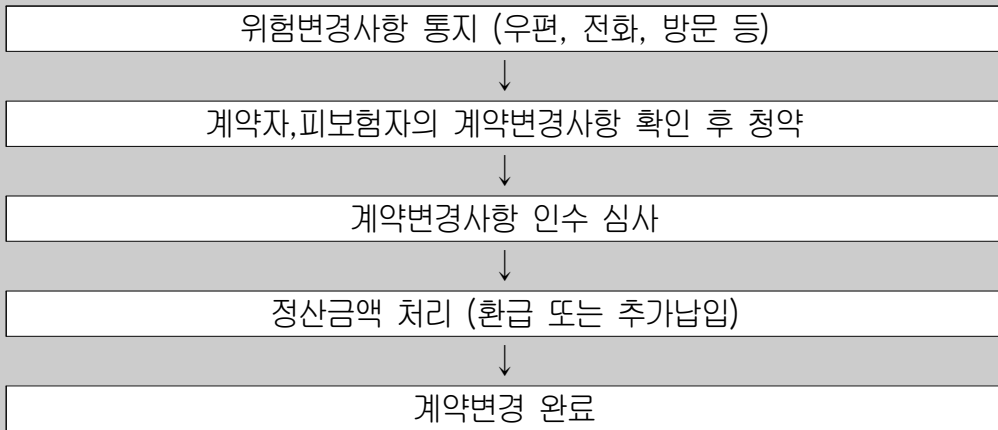 위험변경사항 통지 (우편, 전화, 방문 등)
↓
계약자,피보험자의 계약변경사항 확인 후 청약
↓
계약변경사항 인수 심사
↓
정산금액 처리 (환급 또는 추가납입)
↓
계약변경 완료